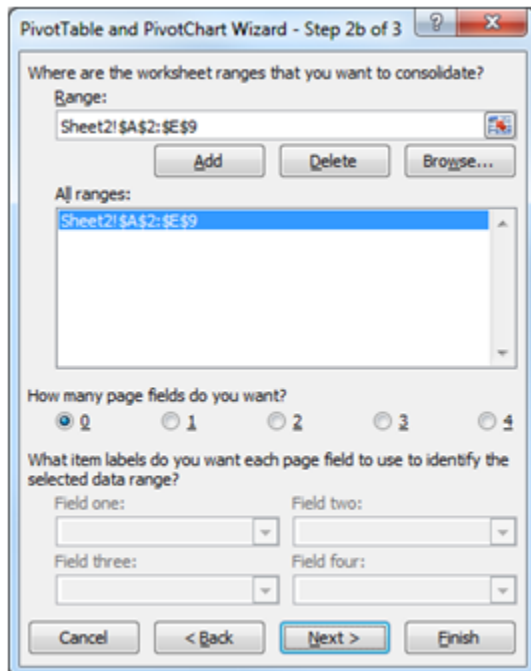 PivotTable and PivotChart Wizard - Step 2b of 3 ?
Where are the worksheet ranges that you want to consolidate?
Range:
Sheet2!$A$2:$E$9
Add Delete Browse...
All ranges:
Sheet2!$A$2:$E$9
How many page fields do you want?
0 1 2 3 4
What item labels do you want each page field to use to identify the
selected data range?
Field one: Field two:
Field three: Field four:
Cancel < Back Next > Finish